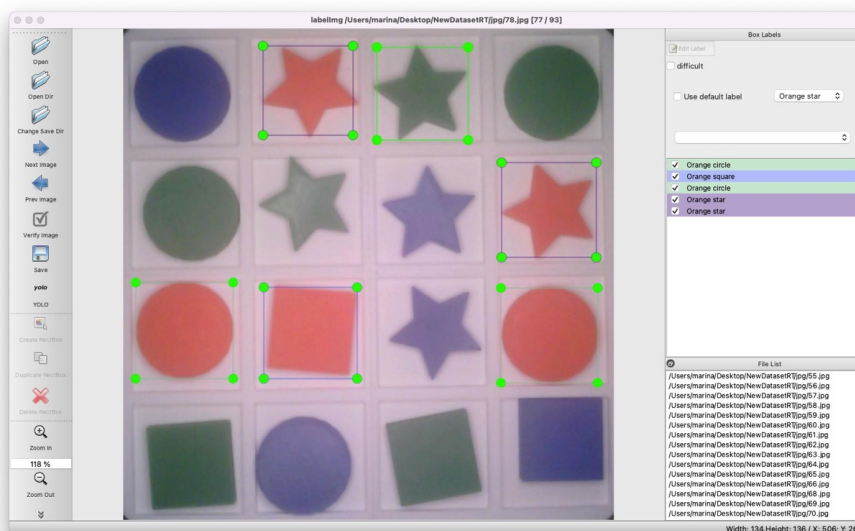 labelImg /Users/marina/Desktop/NewDatasetRT/jpg/78.jpg [77 / 93]
Open
Open Dir
Change Save Dir
Next Image
Prev Image
Verify Image
Save
yolo
YOLO
Create RectBox
Duplicate RectBox
Delete RectBox
Zoom In
118 %
Zoom Out
Box Labels
Edit Label
difficult
Use default label
Orange star
Orange circle
Orange square
Orange circle
Orange star
Orange star
File List
/Users/marina/Desktop/NewDatasetRT/jpg/55.jpg
/Users/marina/Desktop/NewDatasetRT/jpg/56.jpg
/Users/marina/Desktop/NewDatasetRT/jpg/57.jpg
/Users/marina/Desktop/NewDatasetRT/jpg/58.jpg
/Users/marina/Desktop/NewDatasetRT/jpg/59.jpg
/Users/marina/Desktop/NewDatasetRT/jpg/60.jpg
/Users/marina/Desktop/NewDatasetRT/jpg/61.jpg
/Users/marina/Desktop/NewDatasetRT/jpg/62.jpg
/Users/marina/Desktop/NewDatasetRT/jpg/63.jpg
/Users/marina/Desktop/NewDatasetRT/jpg/64.jpg
/Users/marina/Desktop/NewDatasetRT/jpg/65.jpg
/Users/marina/Desktop/NewDatasetRT/jpg/66.jpg
/Users/marina/Desktop/NewDatasetRT/jpg/68.jpg
/Users/marina/Desktop/NewDatasetRT/jpg/69.jpg
/Users/marina/Desktop/NewDatasetRT/jpg/70.jpg
Width: 134 Height: 136 / X: 506; Y: